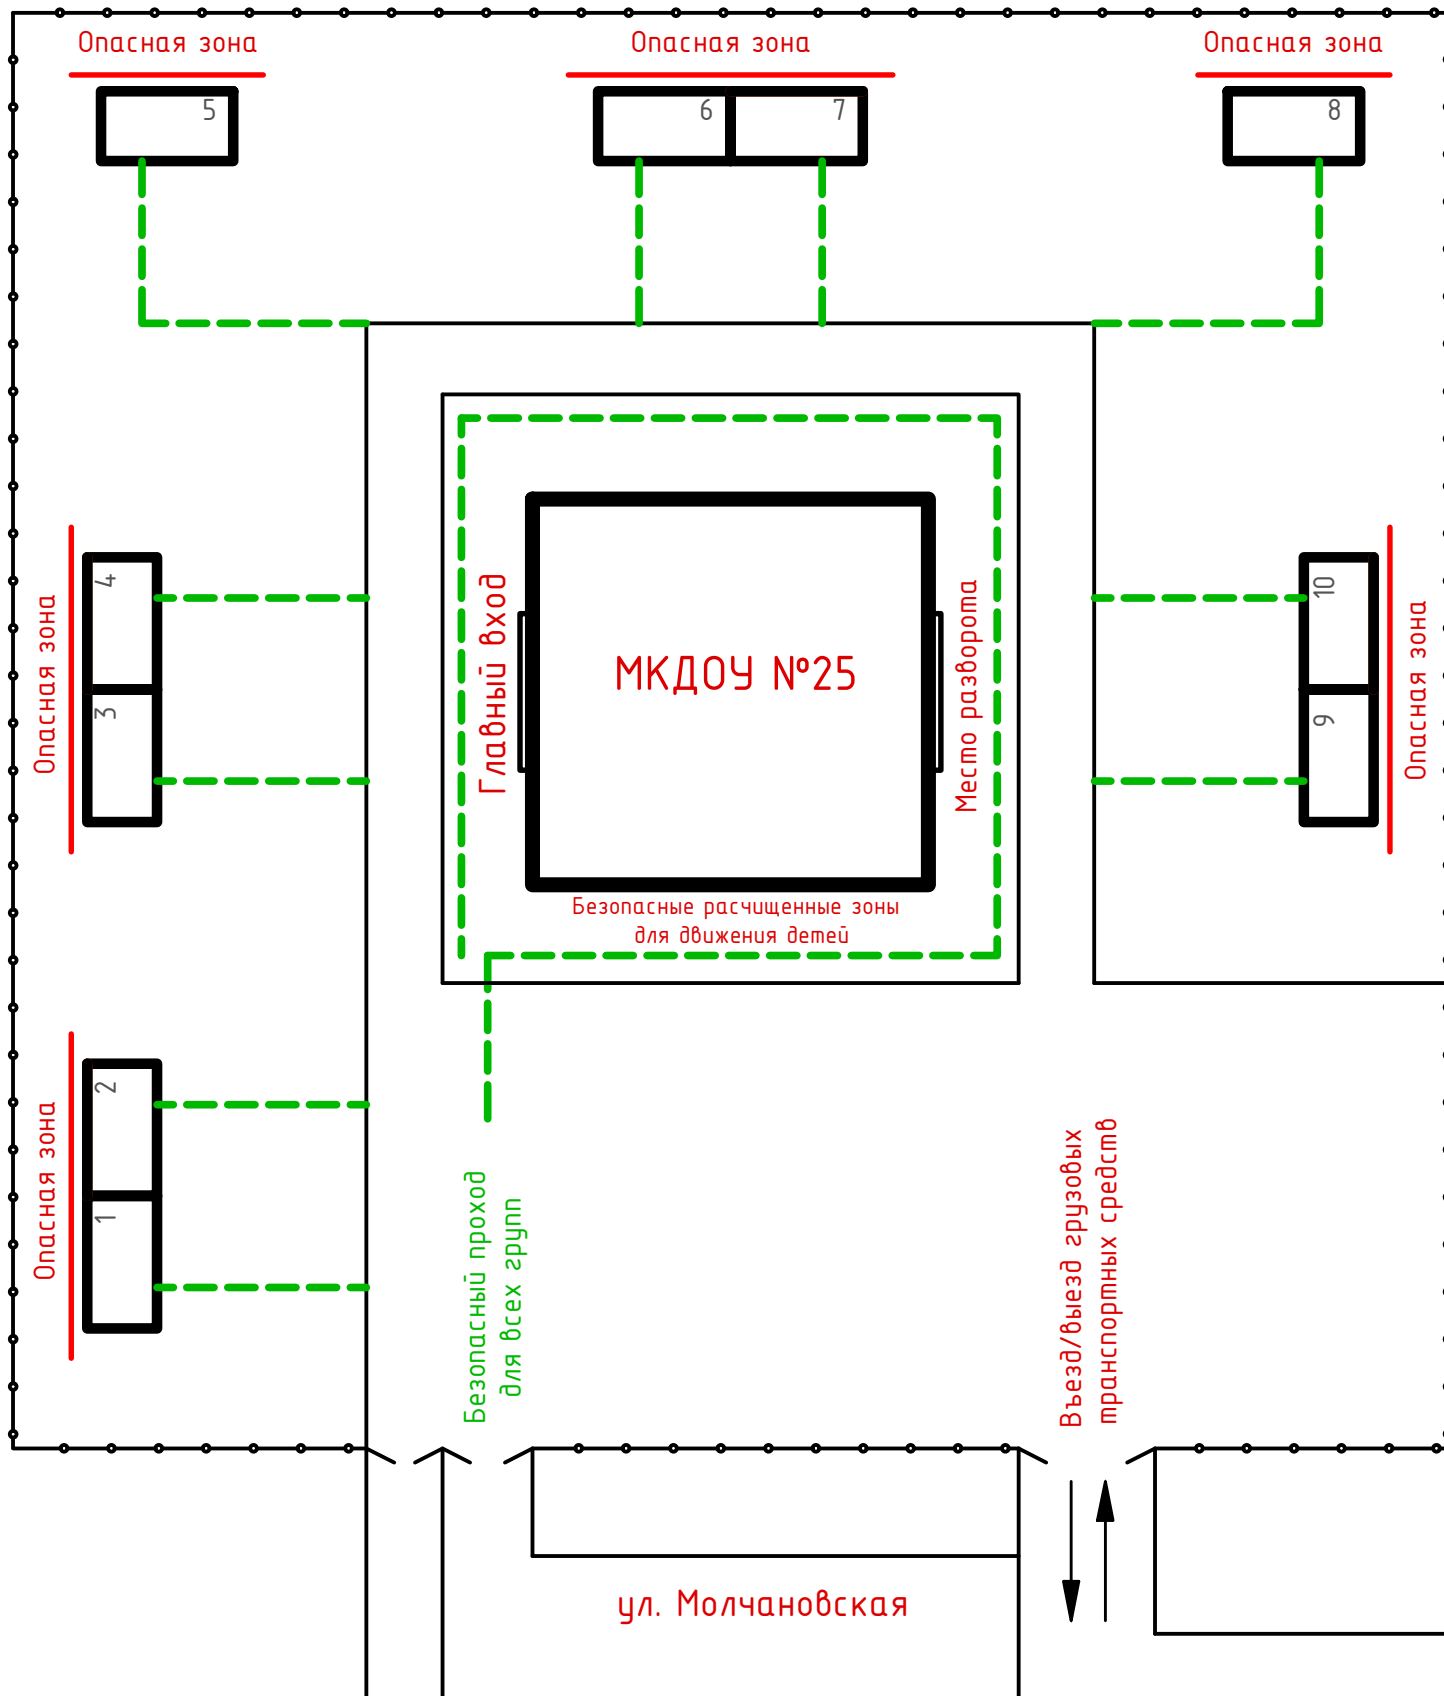 Опасная зона
Опасная зона
Опасная зона
5
6
7
8
4
3
Опасная зона
Главный вход
МКДОУ №25
Место разворота
10
9
Опасная зона
Безопасные расчищенные зоны
для движения детей
2
1
Опасная зона
Безопасный проход
для всех групп
Въезд/выезд грузовых
транспортных средств
ул. Молчановская